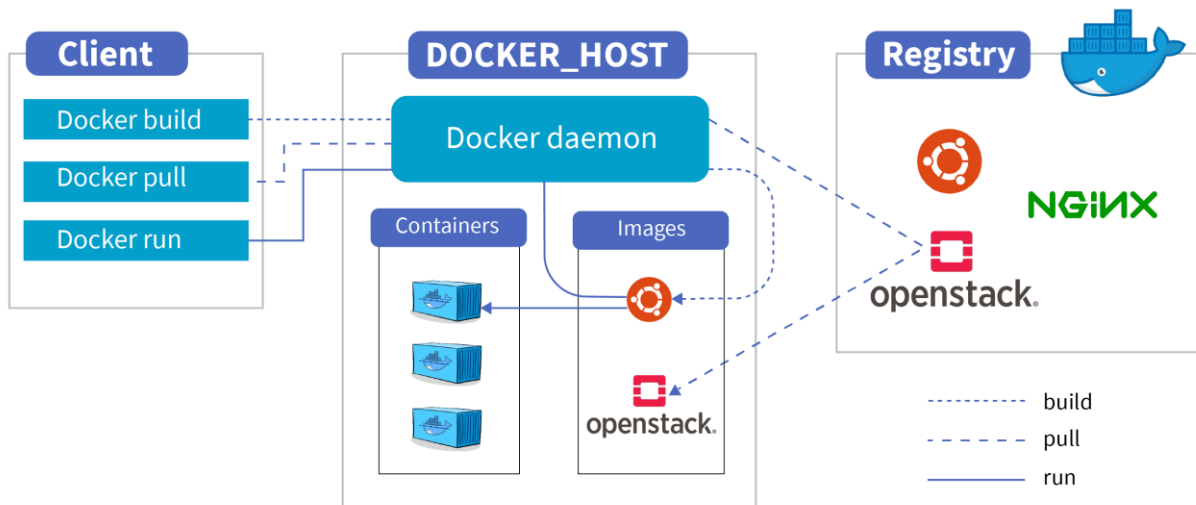 Client
Docker build
Docker pull
Docker run
DOCKER_HOST
Docker daemon
Containers
Images
openstack.
Registry
NGiNX
openstack.
build
pull
run